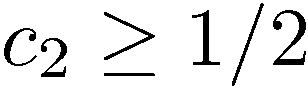 c₂ ≥ 1/2